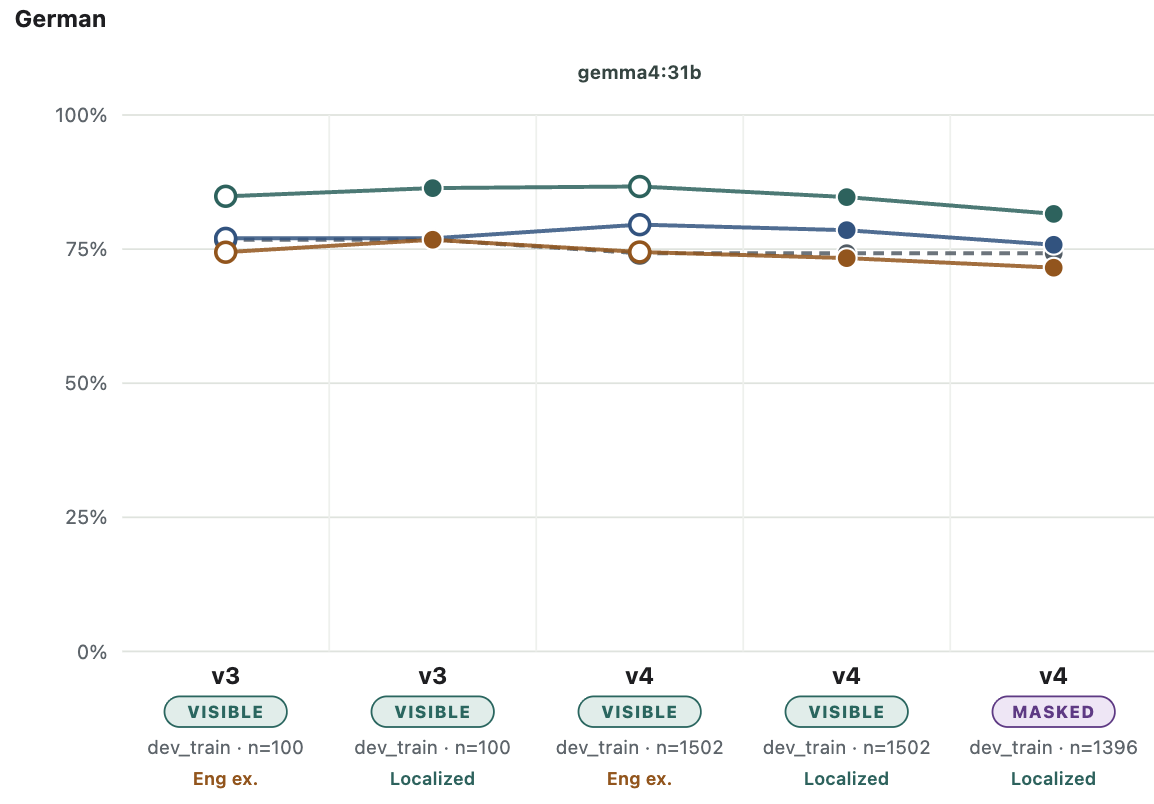 German
gemma4:31b
100%
75%
50%
25%
0%
v3 v3 v4 v4 v4
VISIBLE VISIBLE VISIBLE VISIBLE MASKED
dev_train · n=100 dev_train · n=100 dev_train · n=1502 dev_train · n=1502 dev_train · n=1396
Eng ex. Localized Eng ex. Localized Localized